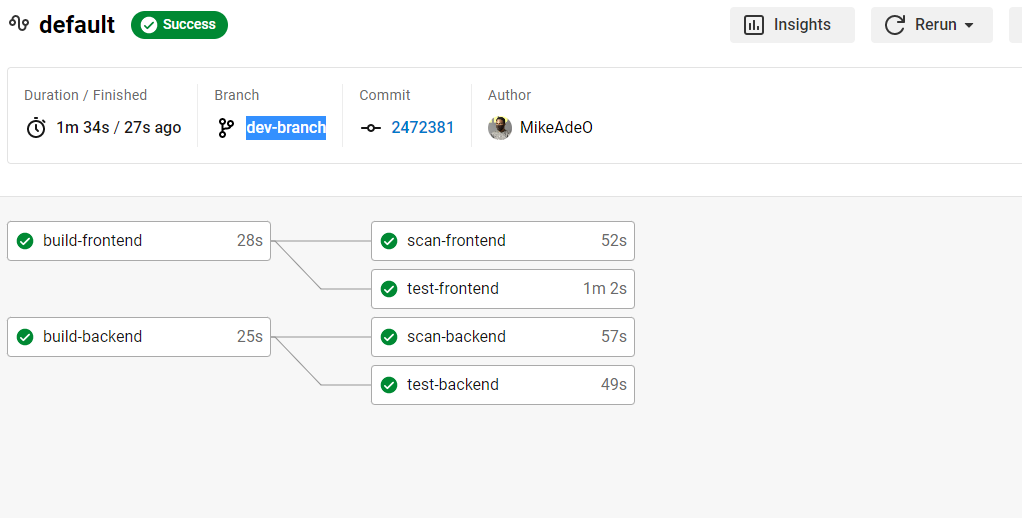 default Success Insights Rerun
Duration / Finished Branch Commit Author
1m 34s / 27s ago dev-branch 2472381 MikeAdeO
build-frontend 28s scan-frontend 52s
test-frontend 1m 2s
build-backend 25s scan-backend 57s
test-backend 49s